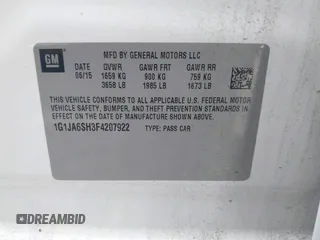 MFD BY GENERAL MOTORS LLC
GM
DATE GVWR GAWR FRT GAWR RR
06/15 1659 KG 900 KG 759 KG
3658 LB 1985 LB 1673 LB
THIS VEHICLE CONFORMS TO ALL APPLICABLE U.S. FEDERAL MOTOR VEHICLE
SAFETY, BUMPER, AND THEFT PREVENTION STANDARDS IN
EFFECT ON THE DATE OF MANUFACTURE SHOWN ABOVE.
1G1JA6SH3F4207922 TYPE: PASS CAR
DREAMBID